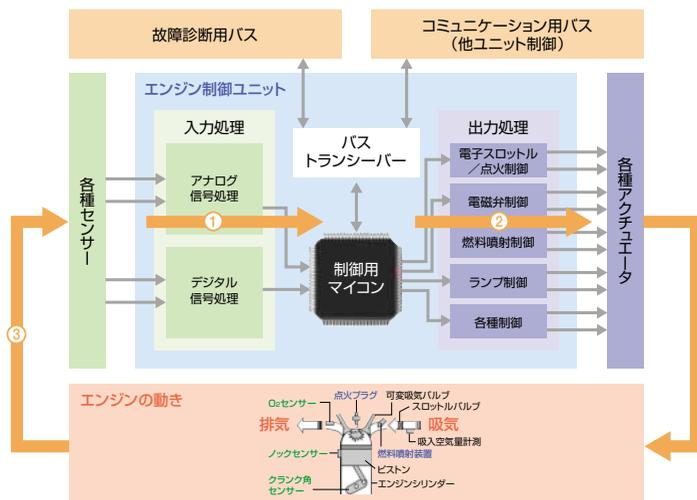 故障診断用バス
コミュニケーション用バス
（他ユニット制御）
エンジン制御ユニット
入力処理
バス
トランシーバー
出力処理
各種センサー
アナログ
信号処理
デジタル
信号処理
制御用
マイコン
電子スロットル
／点火制御
電磁弁制御
燃料噴射制御
ランプ制御
各種制御
各種アクチュエータ
①
②
③
エンジンの動き
点火プラグ
可変吸気バルブ
O2センサー
スロットルバルブ
排気
吸気
吸入空気量計測
ノックセンサー
燃料噴射装置
ピストン
クランク角
センサー
エンジンシリンダー